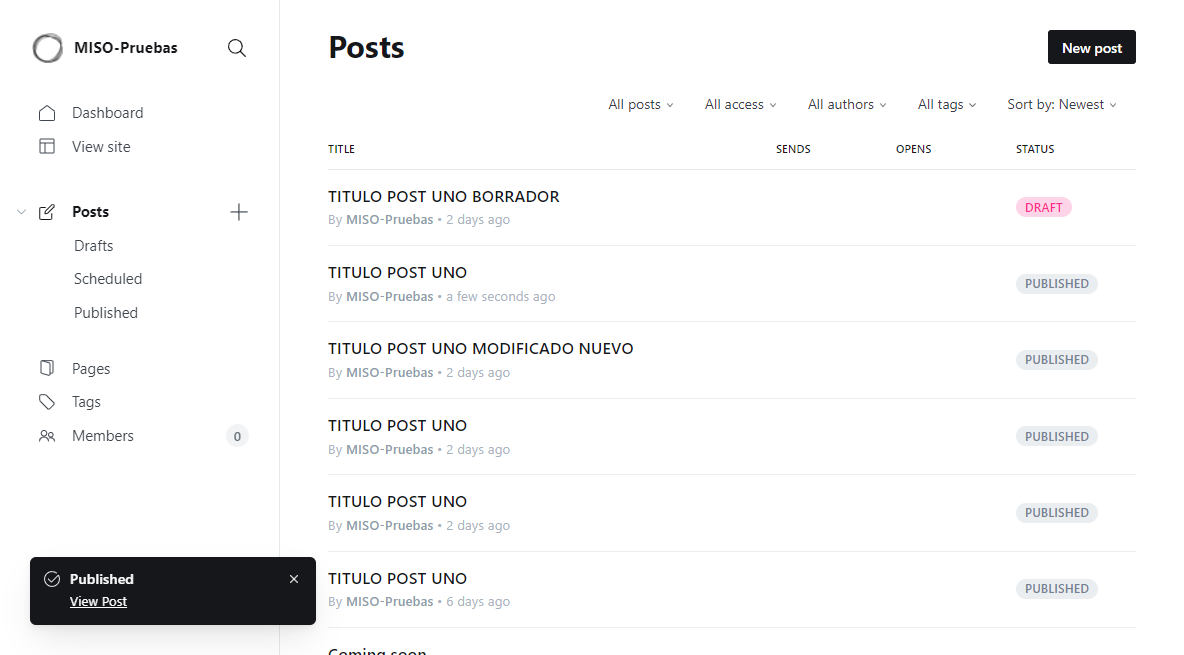 MISO-Pruebas
Dashboard
View site
Posts
Drafts
Scheduled
Published
Pages
Tags
Members 0
Published
View Post
Posts
New post
All posts All access All authors All tags Sort by: Newest
TITLE SENDS OPENS STATUS
TITULO POST UNO BORRADOR
By MISO-Pruebas • 2 days ago
DRAFT
TITULO POST UNO
By MISO-Pruebas • a few seconds ago
PUBLISHED
TITULO POST UNO MODIFICADO NUEVO
By MISO-Pruebas • 2 days ago
PUBLISHED
TITULO POST UNO
By MISO-Pruebas • 2 days ago
PUBLISHED
TITULO POST UNO
By MISO-Pruebas • 2 days ago
PUBLISHED
TITULO POST UNO
By MISO-Pruebas • 6 days ago
PUBLISHED
Coming soon